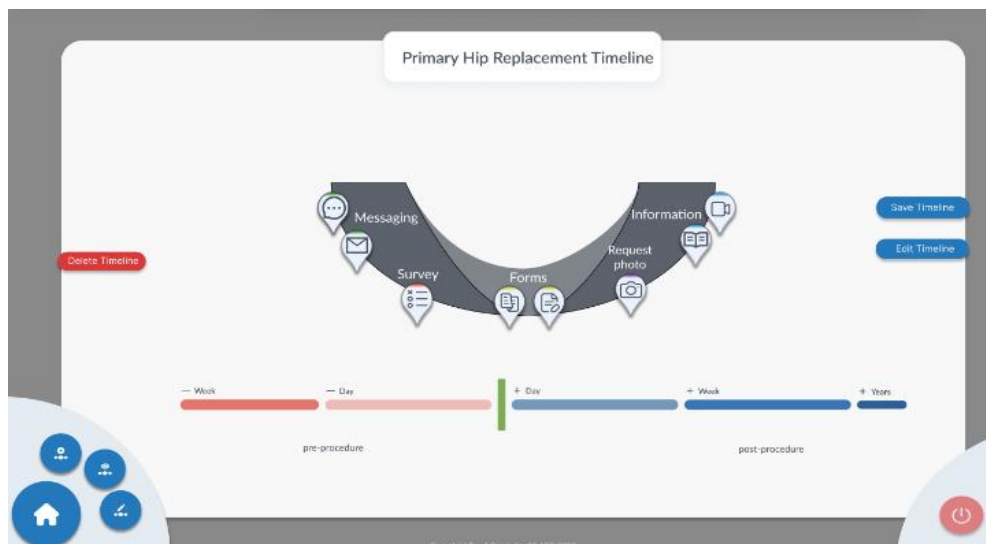 Primary Hip Replacement Timeline
Messaging
Information
Save Timeline
Request
photo
Edit Timeline
Delete Timeline
Survey
Forms
— Week
— Day
+ Day
+ Week
+ Years
pre-procedure
post-procedure